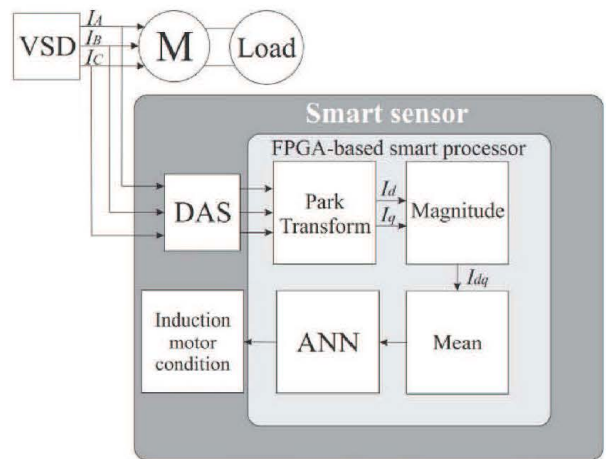 VSD
I_A
I_B
I_C
M
Load
Smart sensor
FPGA-based smart processor
DAS
Park
Transform
I_d
I_q
Magnitude
I_dq
Induction
motor
condition
ANN
Mean